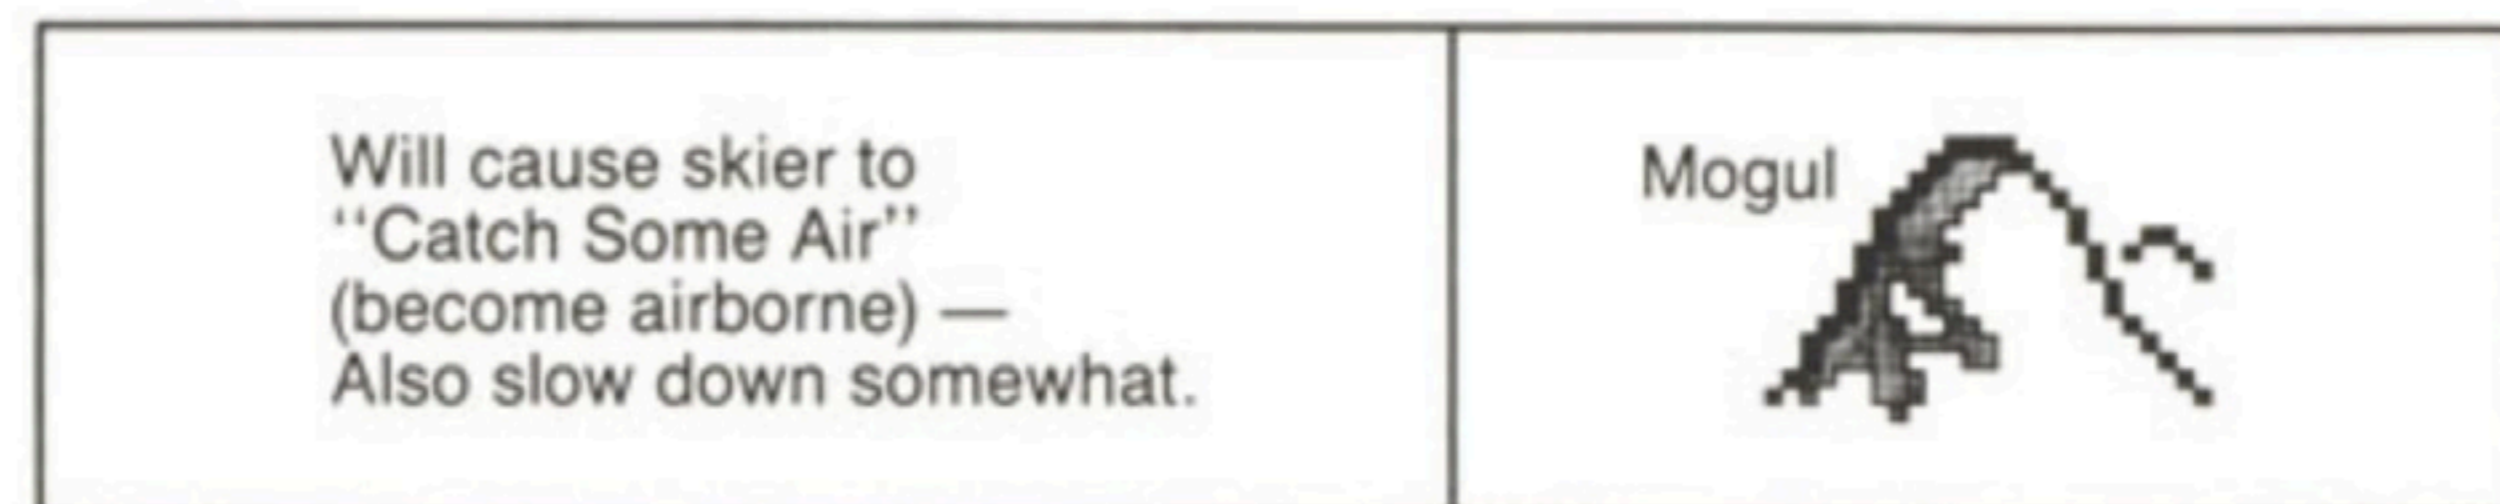 Will cause skier to
‘‘Catch Some Air’’
(become airborne) —
Also slow down somewhat.
Mogul